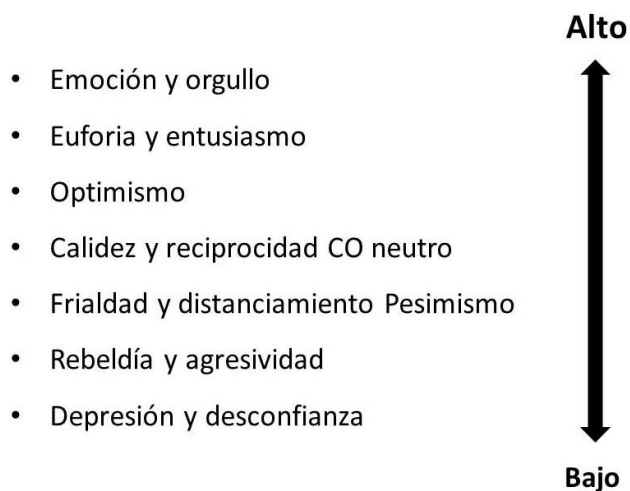 Alto
• Emoción y orgullo
• Euforia y entusiasmo
• Optimismo
• Calidez y reciprocidad CO neutro
• Frialdad y distanciamiento Pesimismo
• Rebeldía y agresividad
• Depresión y desconfianza
Bajo